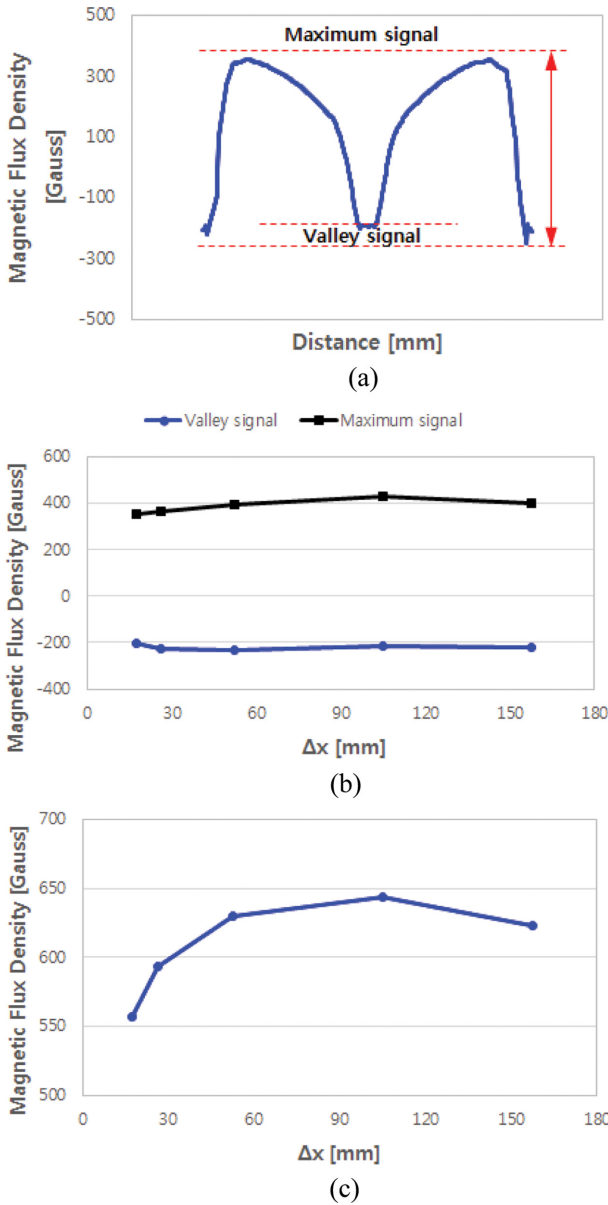 500
300
100
-100
-300
-500
Magnetic Flux Density
[Gauss]
Maximum signal
Valley signal
Distance [mm]
(a)
Valley signal Maximum signal
600
400
200
0
-200
-400
Magnetic Flux Density [Gauss]
0 30 60 90 120 150 180
Δx [mm]
(b)
700
650
600
550
500
Magnetic Flux Density [Gauss]
0 30 60 90 120 150 180
Δx [mm]
(c)